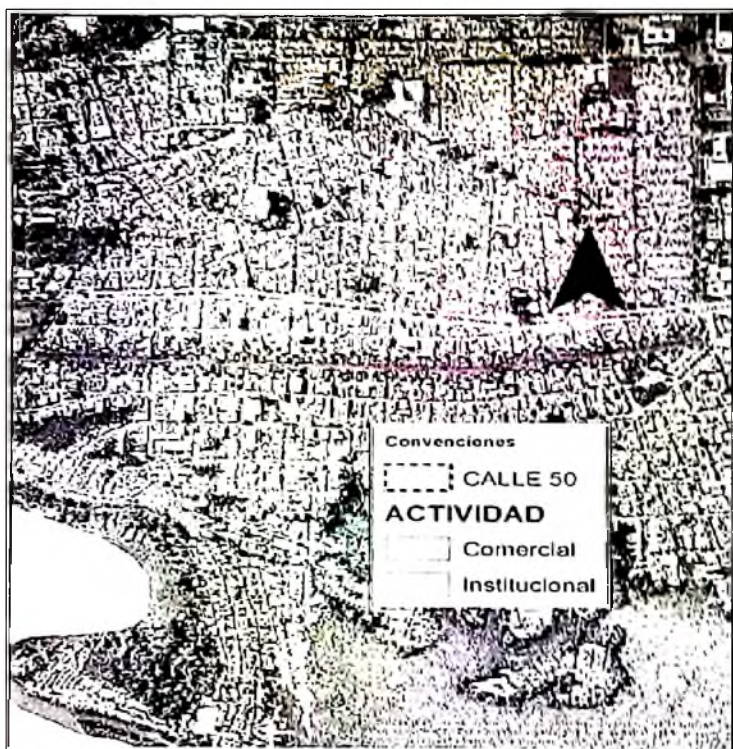 Convenciones
CALLE 50
ACTIVIDAD
Comercial
Institucional